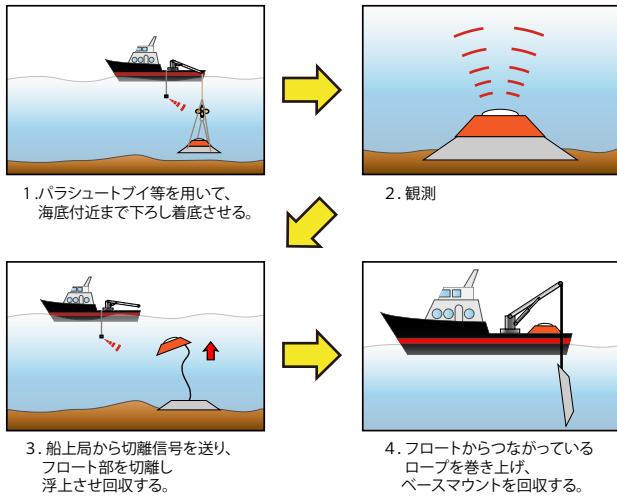 1．パラシュートブイ等を用いて、
海底付近まで下ろし着底させる。
2．観測
3．船上局から切離信号を送り、
フロート部を切離し
浮上させ回収する。
4．フロートからつながっている
ロープを巻き上げ、
ベースマウントを回収する。